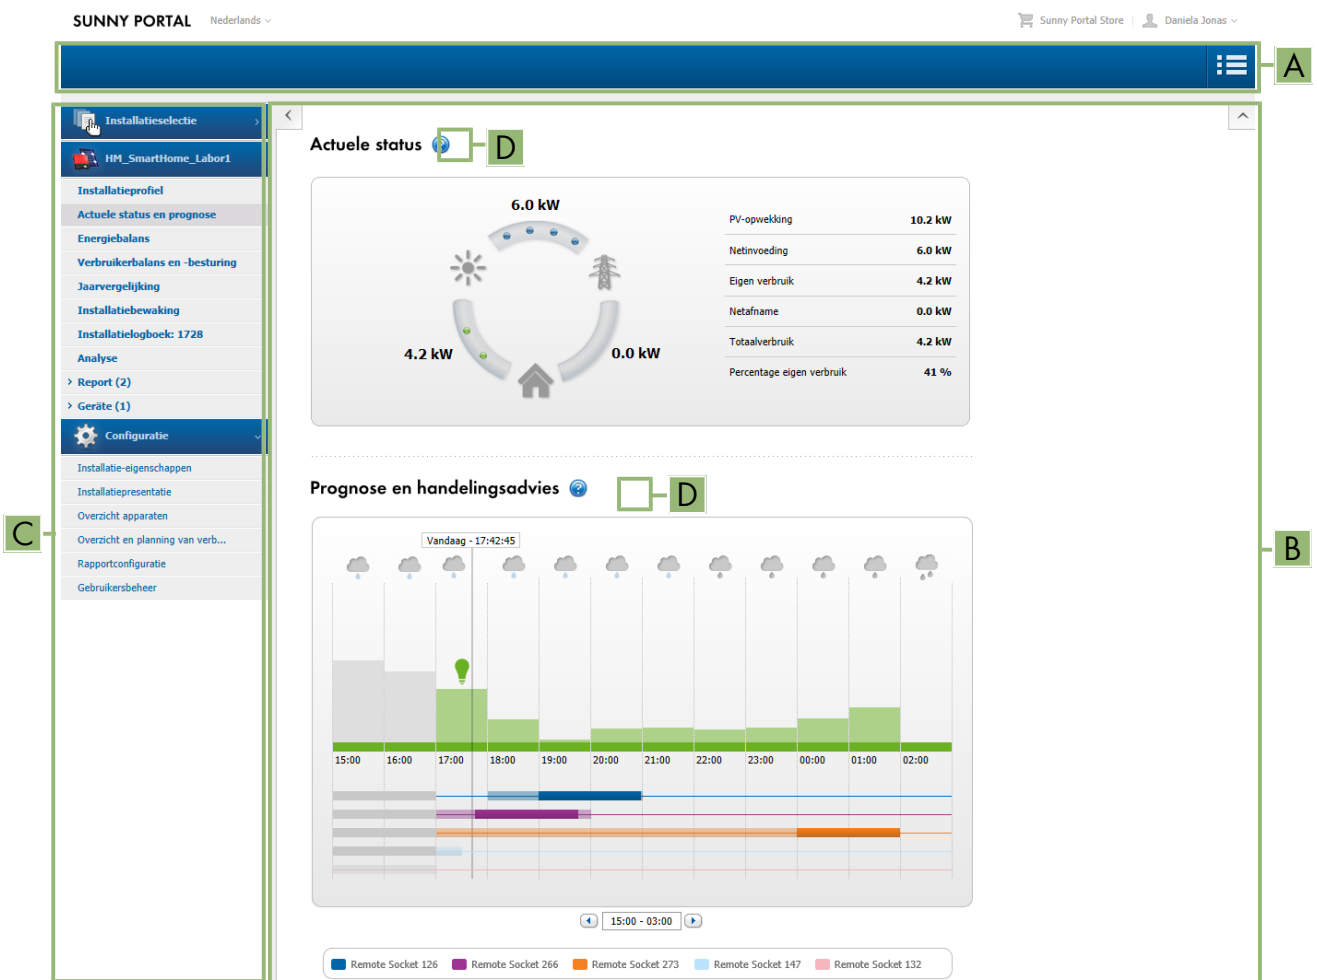 SUNNY PORTAL Nederlands
Sunny Portal Store Daniela Jonas
A
Installatieselectie
HM_SmartHome_Labor1
Installatieprofiel
Actuele status en prognose
Energiebalans
Verbruikerbalans en -besturing
Jaarvergelijking
Installatiebewaking
Installatielogboek: 1728
Analyse
Report (2)
Geräte (1)
Configuratie
Installatie-eigenschappen
Installatiepresentatie
Overzicht apparaten
Overzicht en planning van verb...
Rapportconfiguratie
Gebruikersbeheer
C
Actuele status ? D
6.0 kW
4.2 kW
0.0 kW
PV-opwekking 10.2 kW
Netinvoeding 6.0 kW
Eigen verbruik 4.2 kW
Netafname 0.0 kW
Totaalverbruik 4.2 kW
Percentage eigen verbruik 41 %
Prognose en handelingsadvies ? D
B
Vandaag - 17:42:45
15:00 16:00 17:00 18:00 19:00 20:00 21:00 22:00 23:00 00:00 01:00 02:00
15:00 - 03:00
Remote Socket 126 Remote Socket 266 Remote Socket 273 Remote Socket 147 Remote Socket 132